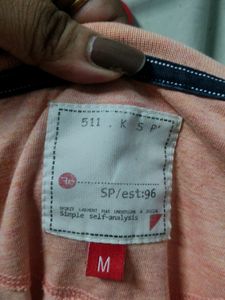 511 . K S P'
SP/est:96
Simple self-analysis
M